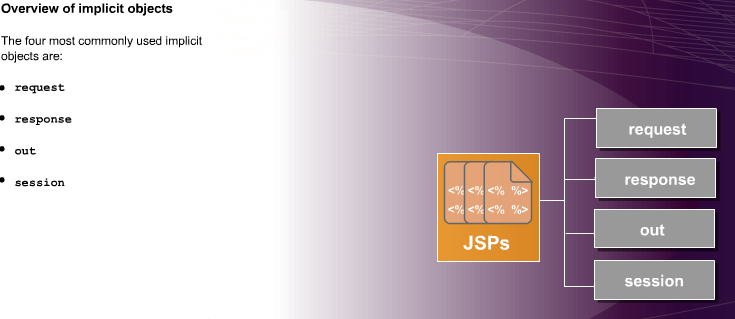 Overview of implicit objects
The four most commonly used implicit
objects are:
request
response
out
session
<% <% <% %>
<% <% <% %>
JSPs
request
response
out
session